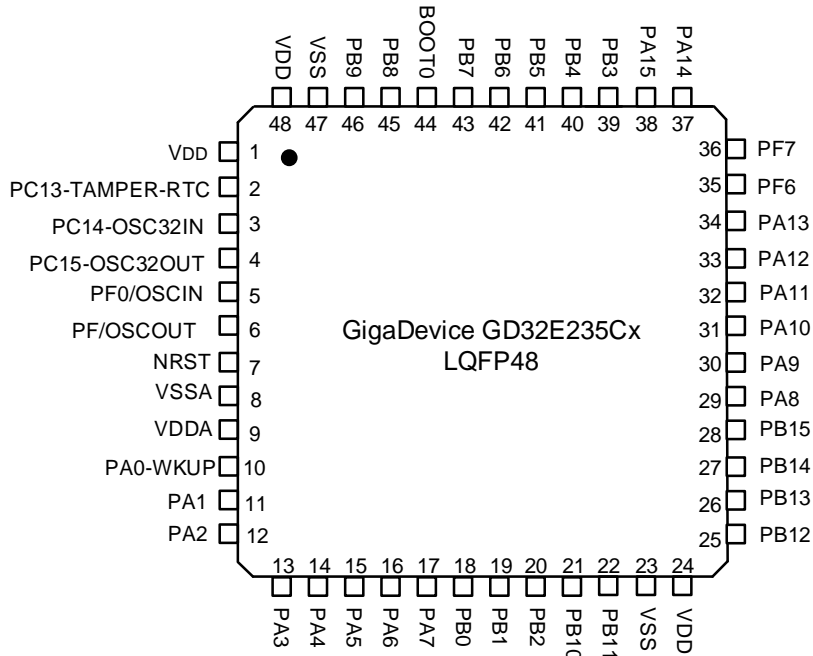 VDD VSS PB9 PB8 BOOT0 PB7 PB6 PB5 PB4 PB3 PA15 PA14
48 47 46 45 44 43 42 41 40 39 38 37
VDD 1
PC13-TAMPER-RTC 2
PC14-OSC32IN 3
PC15-OSC32OUT 4
PF0/OSCIN 5
PF/OSCOUT 6
NRST 7
VSSA 8
VDDA 9
PA0-WKUP 10
PA1 11
PA2 12
GigaDevice GD32E235Cx
LQFP48
36 PF7
35 PF6
34 PA13
33 PA12
32 PA11
31 PA10
30 PA9
29 PA8
28 PB15
27 PB14
26 PB13
25 PB12
13 14 15 16 17 18 19 20 21 22 23 24
PA3 PA4 PA5 PA6 PA7 PB0 PB1 PB2 PB10 PB11 VSS VDD